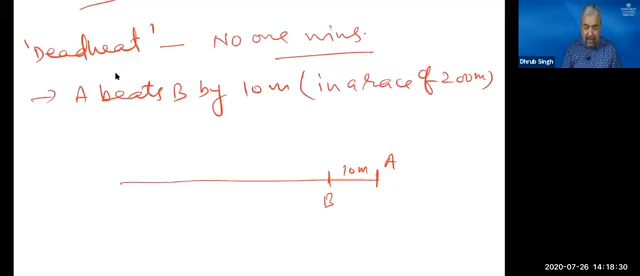 'Deadheat' - No one wins.
→ A beats B by 10m (in a race of 200m)
10m A
B
Dhrub Singh
2020-07-26 14:18:30